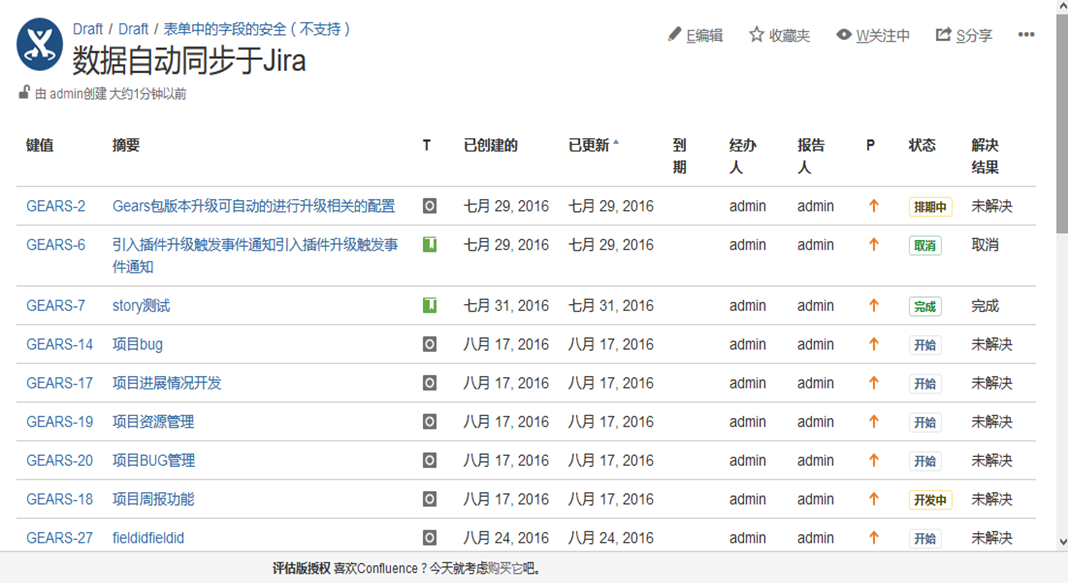 Draft / Draft / 表单中的字段的安全（不支持）
数据自动同步于Jira
E编辑 收藏夹 W关注中 S分享 •••
由 admin创建 大约1分钟以前
键值 摘要 T 已创建的 已更新 到期 经办人 报告人 P 状态 解决结果
GEARS-2 Gears包版本升级可自动的进行升级相关的配置 七月 29, 2016 七月 29, 2016 admin admin 排期中 未解决
GEARS-6 引入插件升级触发事件通知引入插件升级触发事 七月 29, 2016 七月 29, 2016 admin admin 取消 取消
件通知
GEARS-7 story测试 七月 31, 2016 七月 31, 2016 admin admin 完成 完成
GEARS-14 项目bug 八月 17, 2016 八月 17, 2016 admin admin 开始 未解决
GEARS-17 项目进展情况开发 八月 17, 2016 八月 17, 2016 admin admin 开始 未解决
GEARS-19 项目资源管理 八月 17, 2016 八月 17, 2016 admin admin 开始 未解决
GEARS-20 项目BUG管理 八月 17, 2016 八月 17, 2016 admin admin 开始 未解决
GEARS-18 项目周报功能 八月 17, 2016 八月 17, 2016 admin admin 开发中 未解决
GEARS-27 fieldidfieldid 八月 24, 2016 八月 24, 2016 admin admin 开始 未解决
评估版授权 喜欢Confluence？今天就考虑购买它吧。